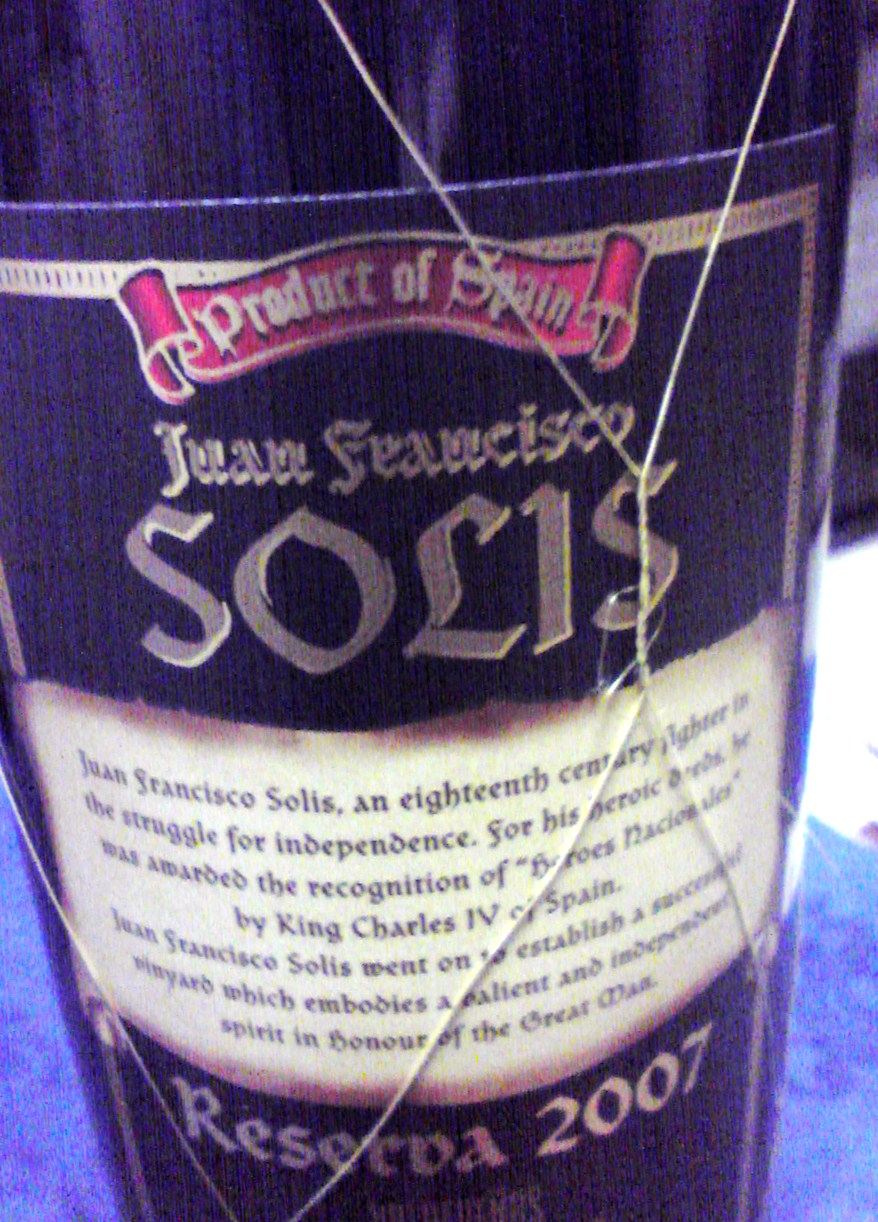 Product of Spain
Juan Francisco
SOLIS
Juan Francisco Solis, an eighteenth century fighter in
the struggle for independence. For his heroic deeds, he
was awarded the recognition of "Heroes Nacionales"
by King Charles IV of Spain.
Juan Francisco Solis went on to establish a successful
vinyard which embodies a valient and independent
spirit in Honour of the Great Man.
Reserva 2007